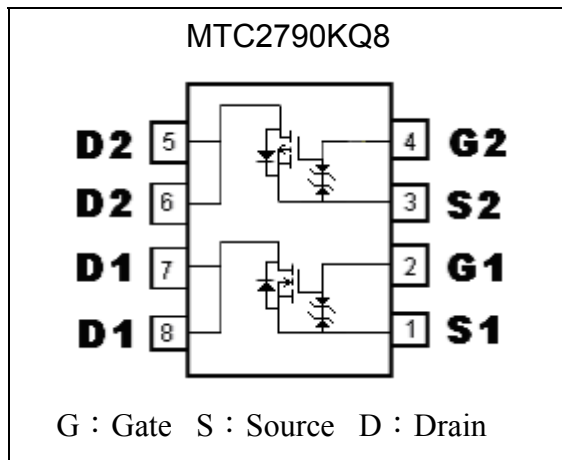 MTC2790KQ8
D2 5 4 G2
D2 6 3 S2
D1 7 2 G1
D1 8 1 S1
G：Gate S：Source D：Drain